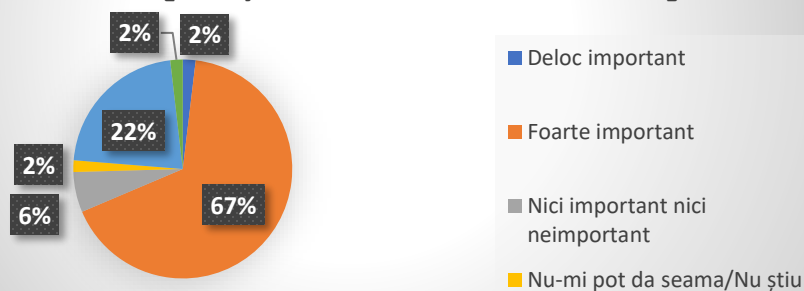 2%
2%
22%
2%
6%
67%
Deloc important
Foarte important
Nici important nici
neimportant
Nu-mi pot da seama/Nu știu